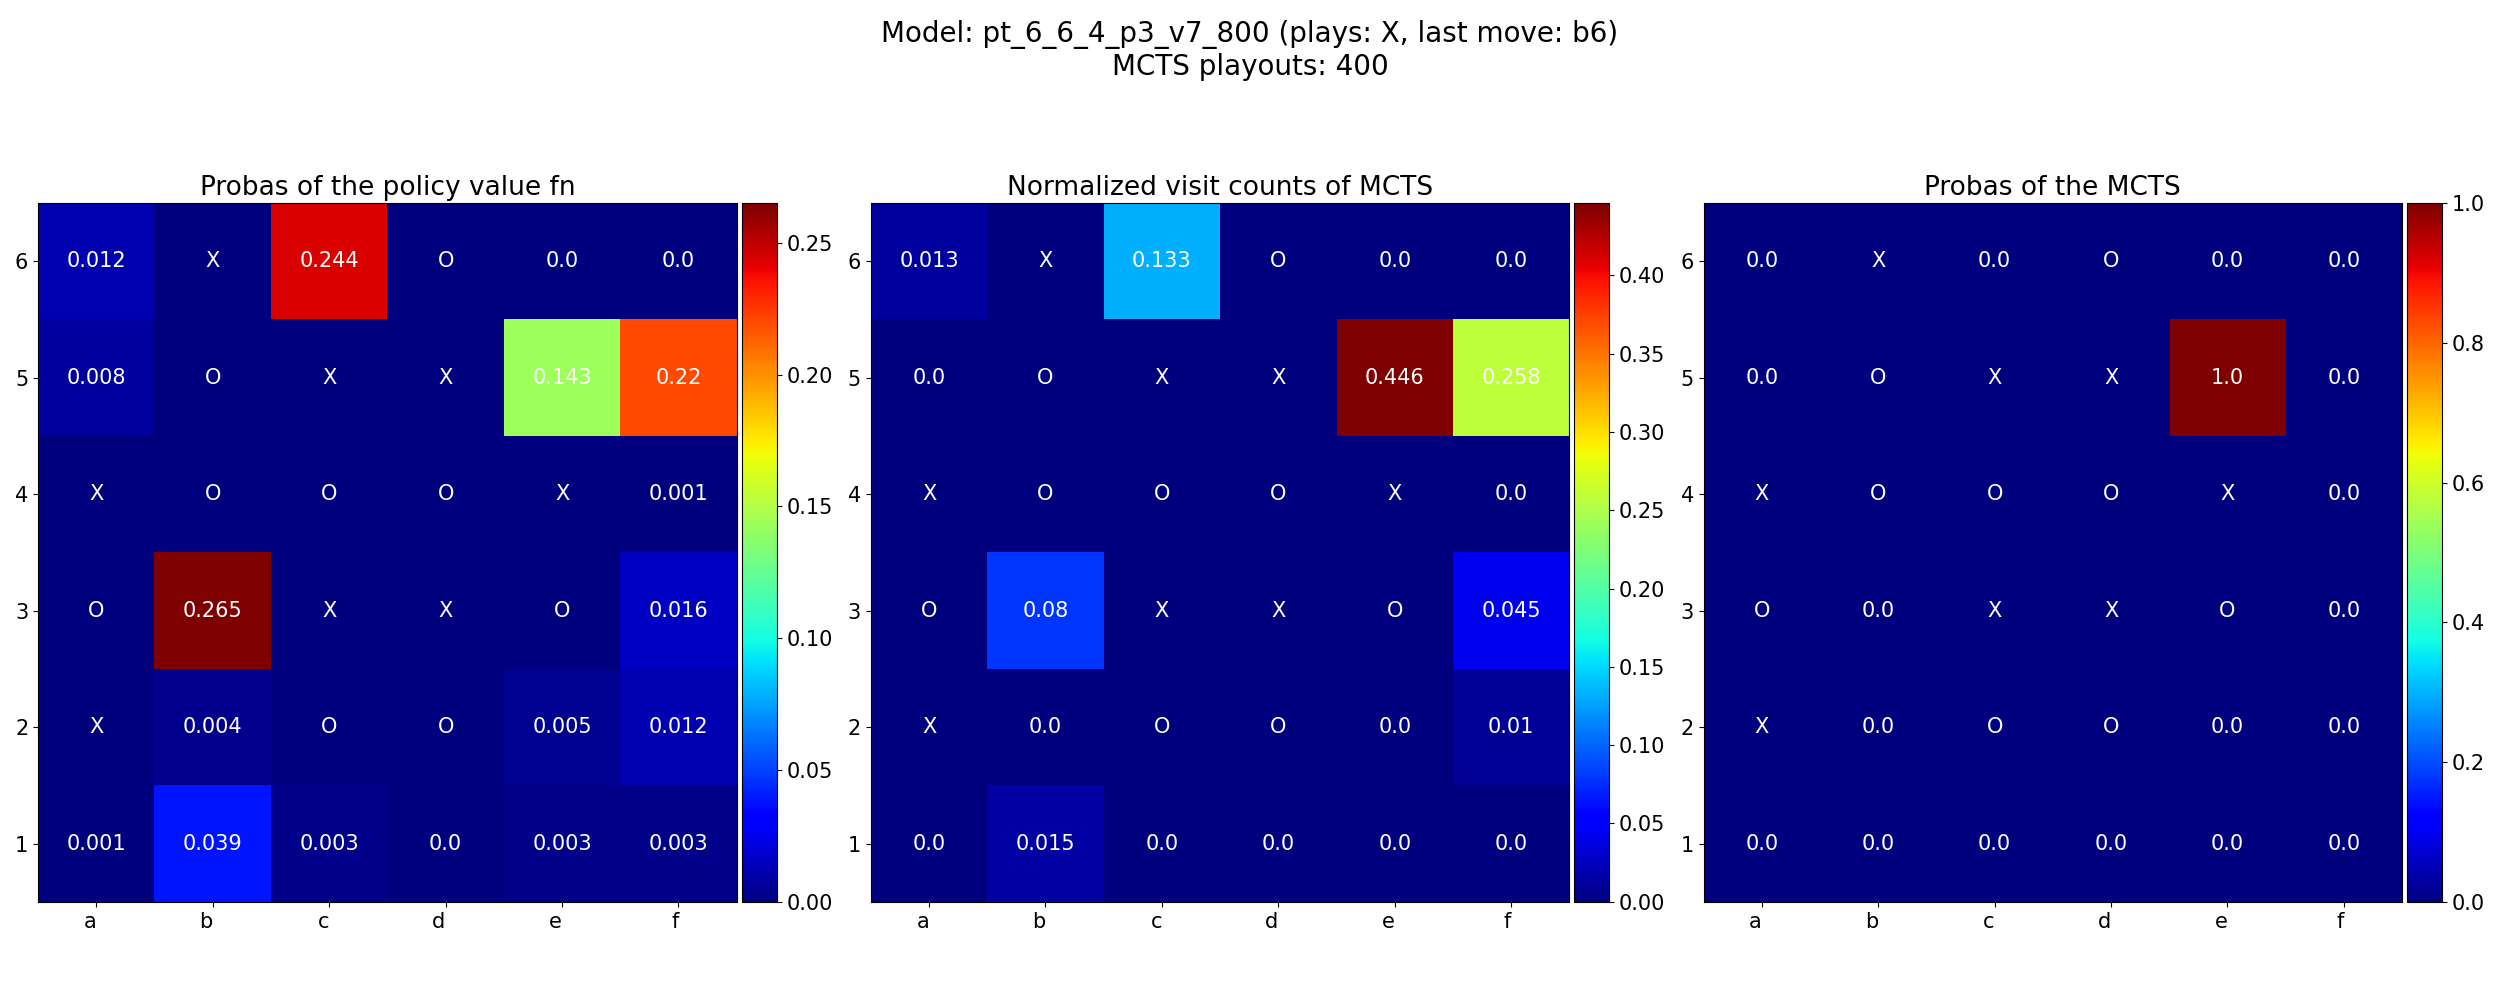 Model: pt_6_6_4_p3_v7_800 (plays: X, last move: b6)
MCTS playouts: 400
Probas of the policy value fn
6 0.012 X 0.244 O 0.0 0.0
5 0.008 O X X 0.143 0.22
4 X O O O X 0.001
3 O 0.265 X X O 0.016
2 X 0.004 O O 0.005 0.012
1 0.001 0.039 0.003 0.0 0.003 0.003
a b c d e f
0.25
0.20
0.15
0.10
0.05
0.00
Normalized visit counts of MCTS
6 0.013 X 0.133 O 0.0 0.0
5 0.0 O X X 0.446 0.258
4 X O O O X 0.0
3 O 0.08 X X O 0.045
2 X 0.0 O O 0.0 0.01
1 0.0 0.015 0.0 0.0 0.0 0.0
a b c d e f
0.40
0.35
0.30
0.25
0.20
0.15
0.10
0.05
0.00
Probas of the MCTS
6 0.0 X 0.0 O 0.0 0.0
5 0.0 O X X 1.0 0.0
4 X O O O X 0.0
3 O 0.0 X X O 0.0
2 X 0.0 O O 0.0 0.0
1 0.0 0.0 0.0 0.0 0.0 0.0
a b c d e f
1.0
0.8
0.6
0.4
0.2
0.0